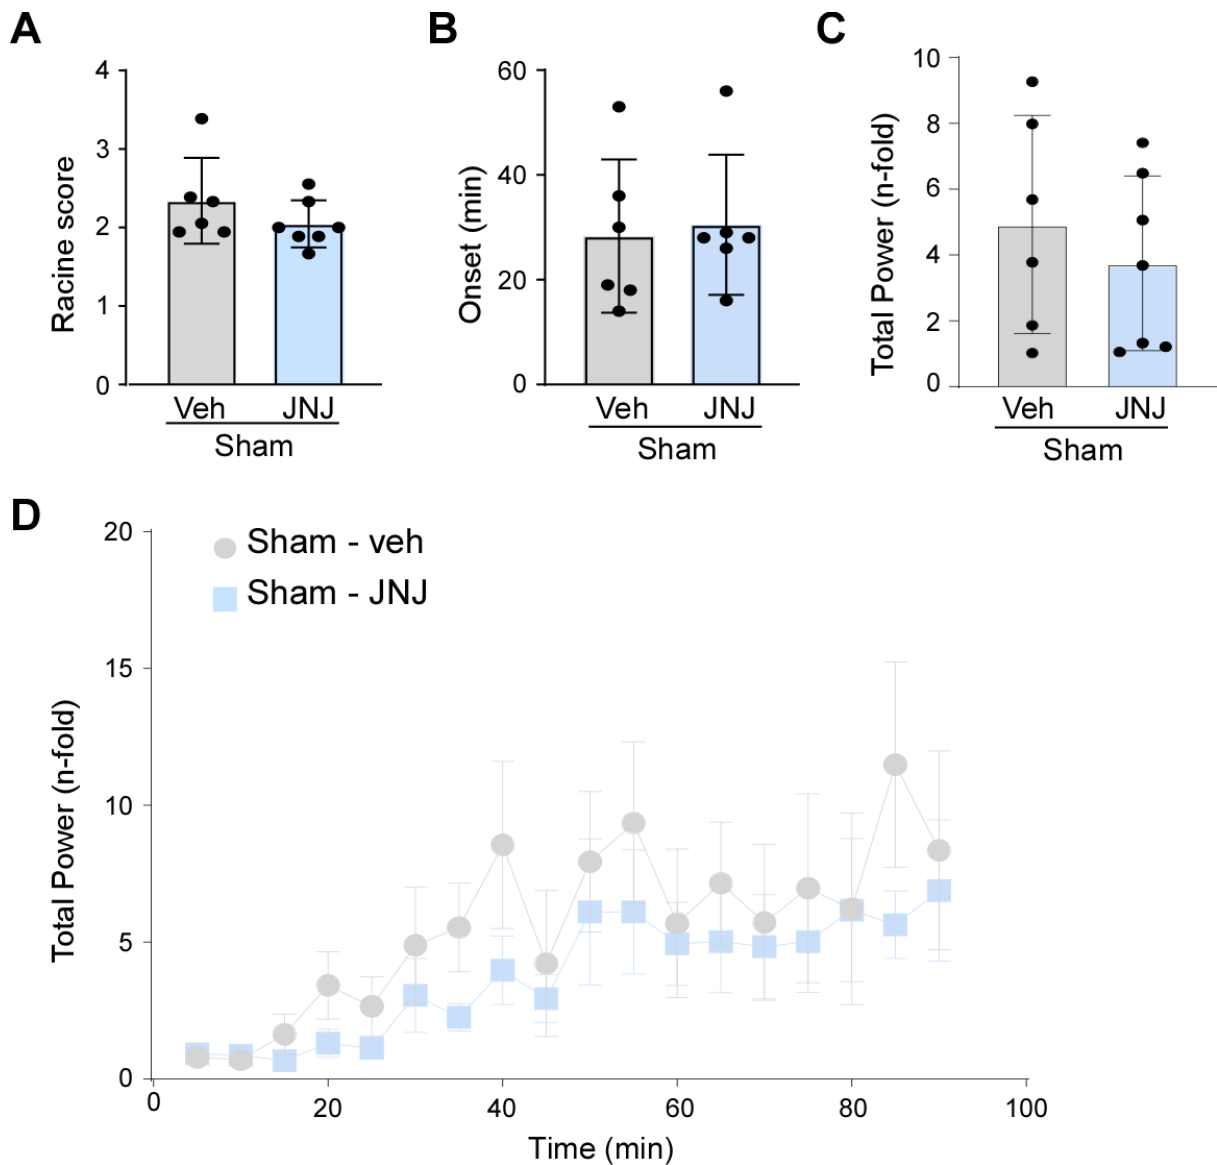 A
B
C
4
3
2
1
0
Racine score
Veh JNJ
Sham
60
40
20
0
Onset (min)
Veh JNJ
Sham
10
8
6
4
2
0
Total Power (n-fold)
Veh JNJ
Sham
D
Sham - veh
Sham - JNJ
20
15
10
5
0
Total Power (n-fold)
0 20 40 60 80 100
Time (min)